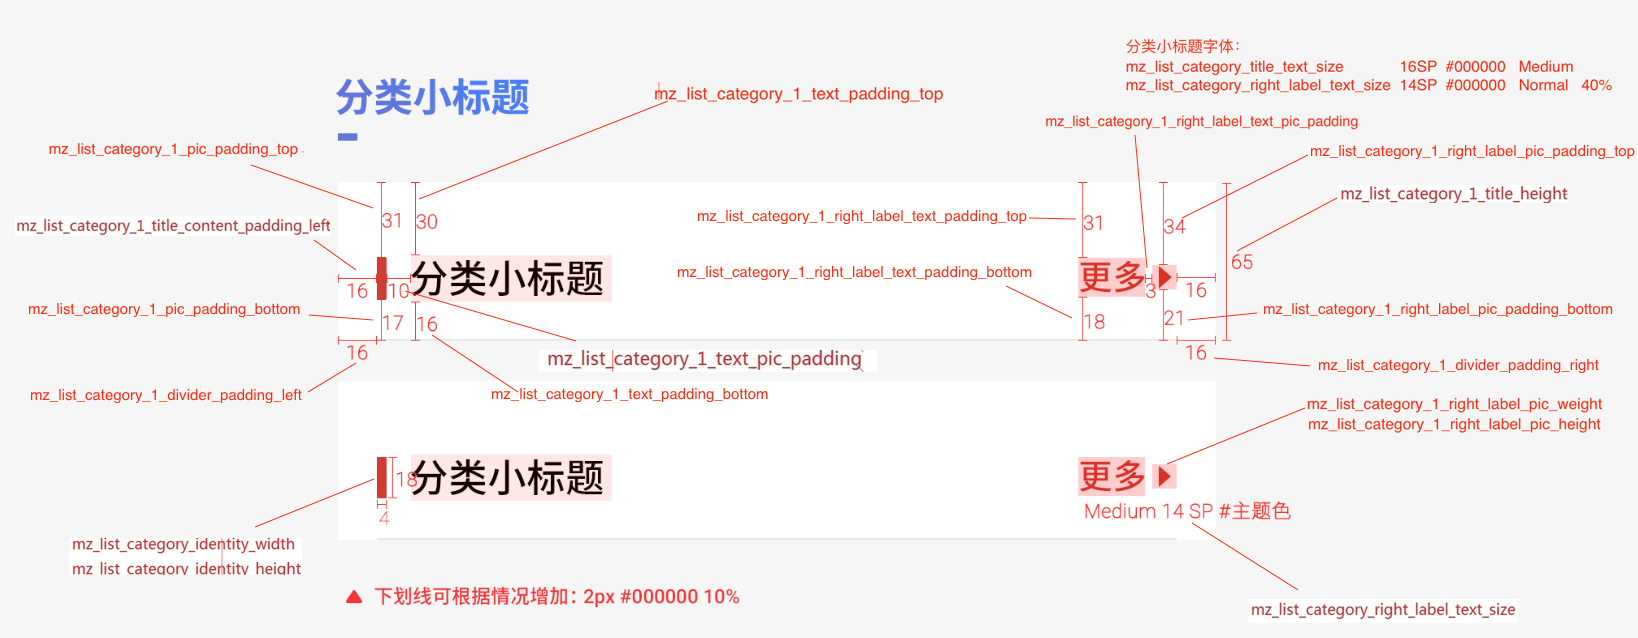 分类小标题字体:
mz_list_category_title_text_size 16SP #000000 Medium
mz_list_category_right_label_text_size 14SP #000000 Normal 40%
分类小标题
mz_list_category_1_text_padding_top
mz_list_category_1_right_label_text_pic_padding
mz_list_category_1_pic_padding_top
mz_list_category_1_right_label_pic_padding_top
mz_list_category_1_title_height
mz_list_category_1_title_content_padding_left
31
30
mz_list_category_1_right_label_text_padding_top
31
34
65
分类小标题
mz_list_category_1_right_label_text_padding_bottom
更多
16
10
3
16
mz_list_category_1_pic_padding_bottom
17
16
18
21
mz_list_category_1_right_label_pic_padding_bottom
16
mz_list_category_1_text_pic_padding
16
mz_list_category_1_divider_padding_right
mz_list_category_1_divider_padding_left
mz_list_category_1_text_padding_bottom
mz_list_category_1_right_label_pic_weight
mz_list_category_1_right_label_pic_height
18
分类小标题
更多
4
Medium 14 SP #主题色
mz_list_category_identity_width
mz_list_category_identity_height
下划线可根据情况增加: 2px #000000 10%
mz_list_category_right_label_text_size